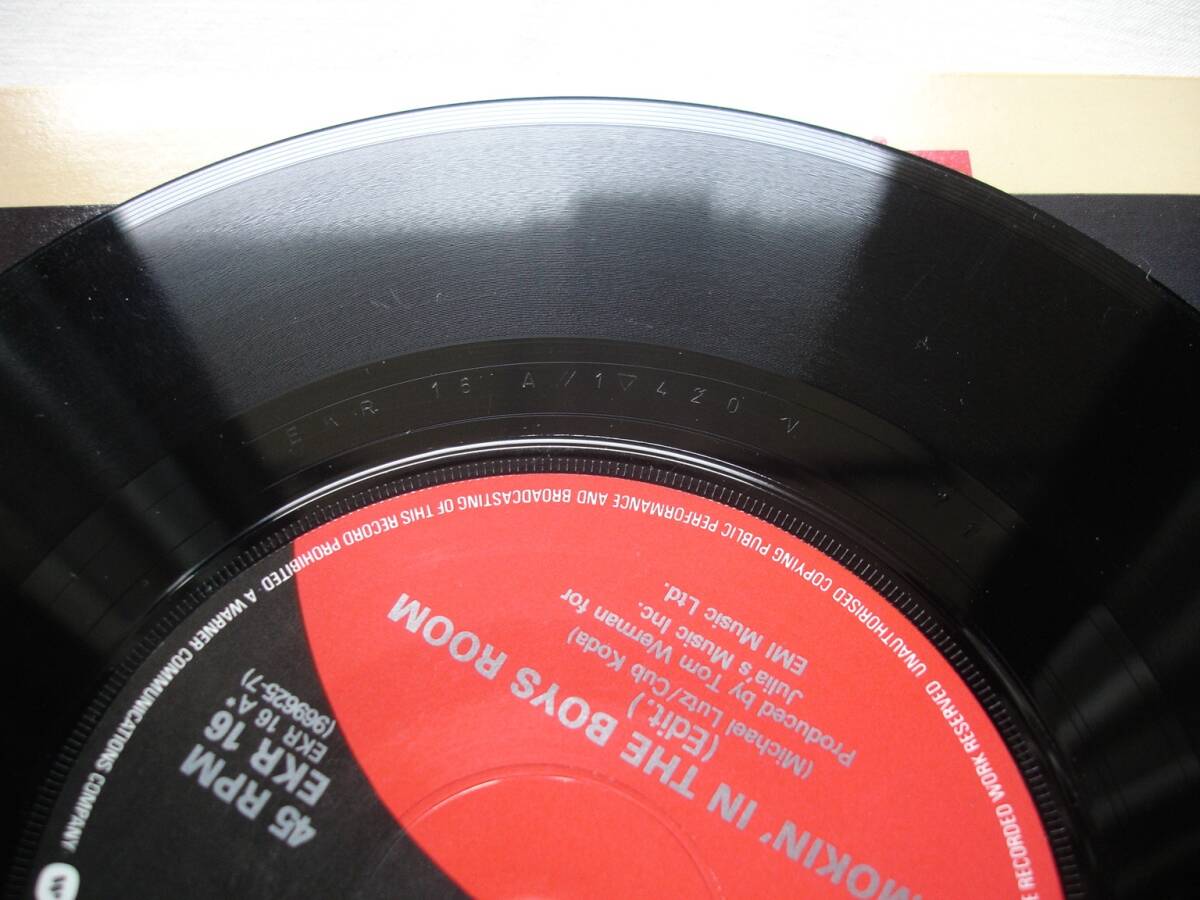 EKR 16 A //1▽420 N
UNAUTHORISED COPYING PUBLIC PERFORMANCE AND BROADCASTING OF THIS RECORD PROHIBITED. A WARNER COMMUNICATIONS COMPANY
RECORDED WORK RESERVED
45 RPM
EKR 16
EKR 16 A*
(969625-7)
MOKIN' IN THE BOYS ROOM
(Edit.)
(Michael Lutz/Cub Koda)
Produced by Tom Werman for
Julia's Music Inc.
EMI Music Ltd.